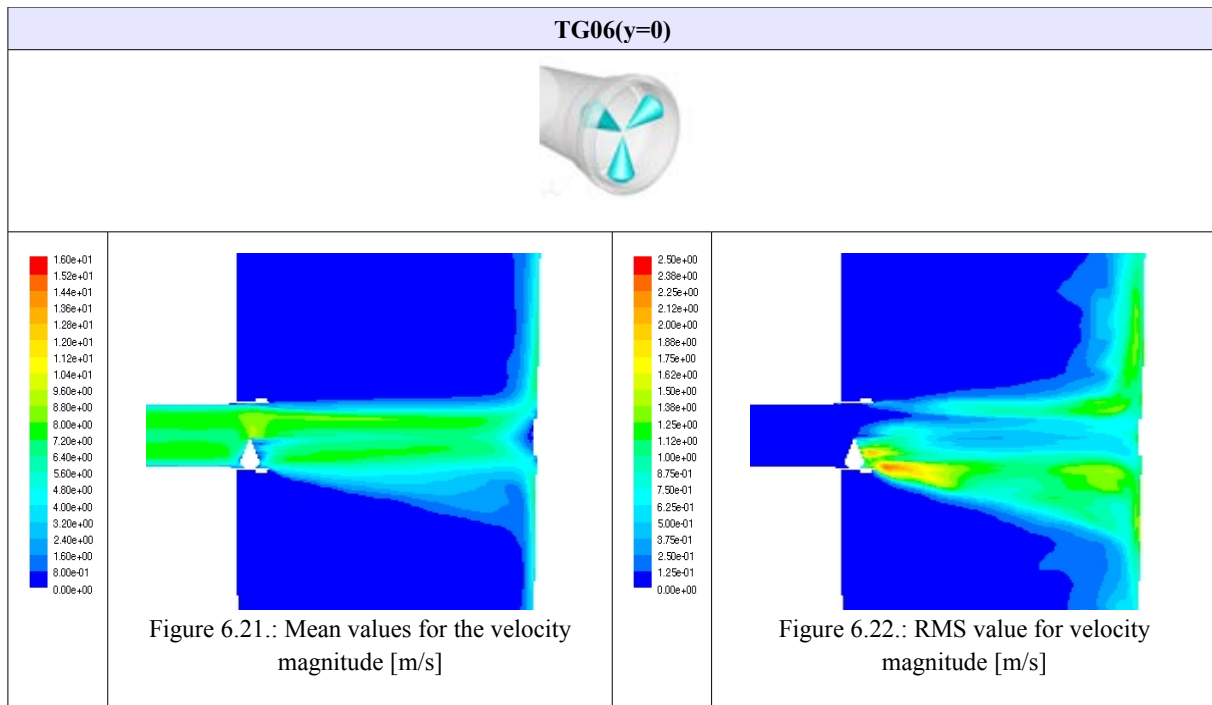 TG06(y=0)
1.60e+01
1.52e+01
1.44e+01
1.36e+01
1.28e+01
1.20e+01
1.12e+01
1.04e+01
9.60e+00
8.80e+00
8.00e+00
7.20e+00
6.40e+00
5.60e+00
4.80e+00
4.00e+00
3.20e+00
2.40e+00
1.60e+00
8.00e-01
0.00e+00
Figure 6.21.: Mean values for the velocity
magnitude [m/s]
2.50e+00
2.38e+00
2.25e+00
2.12e+00
2.00e+00
1.88e+00
1.75e+00
1.62e+00
1.50e+00
1.38e+00
1.25e+00
1.12e+00
1.00e+00
8.75e-01
7.50e-01
6.25e-01
5.00e-01
3.75e-01
2.50e-01
1.25e-01
0.00e+00
Figure 6.22.: RMS value for velocity
magnitude [m/s]